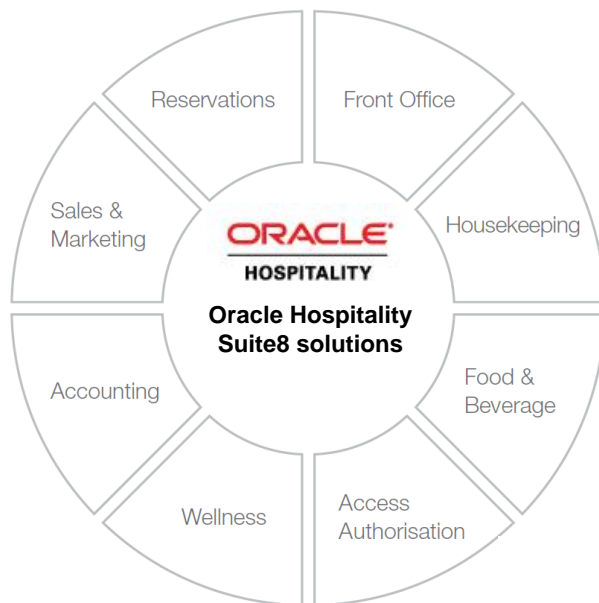 Reservations
Front Office
Sales &
Marketing
Housekeeping
ORACLE®
HOSPITALITY
Oracle Hospitality
Suite8 solutions
Accounting
Food &
Beverage
Wellness
Access
Authorisation